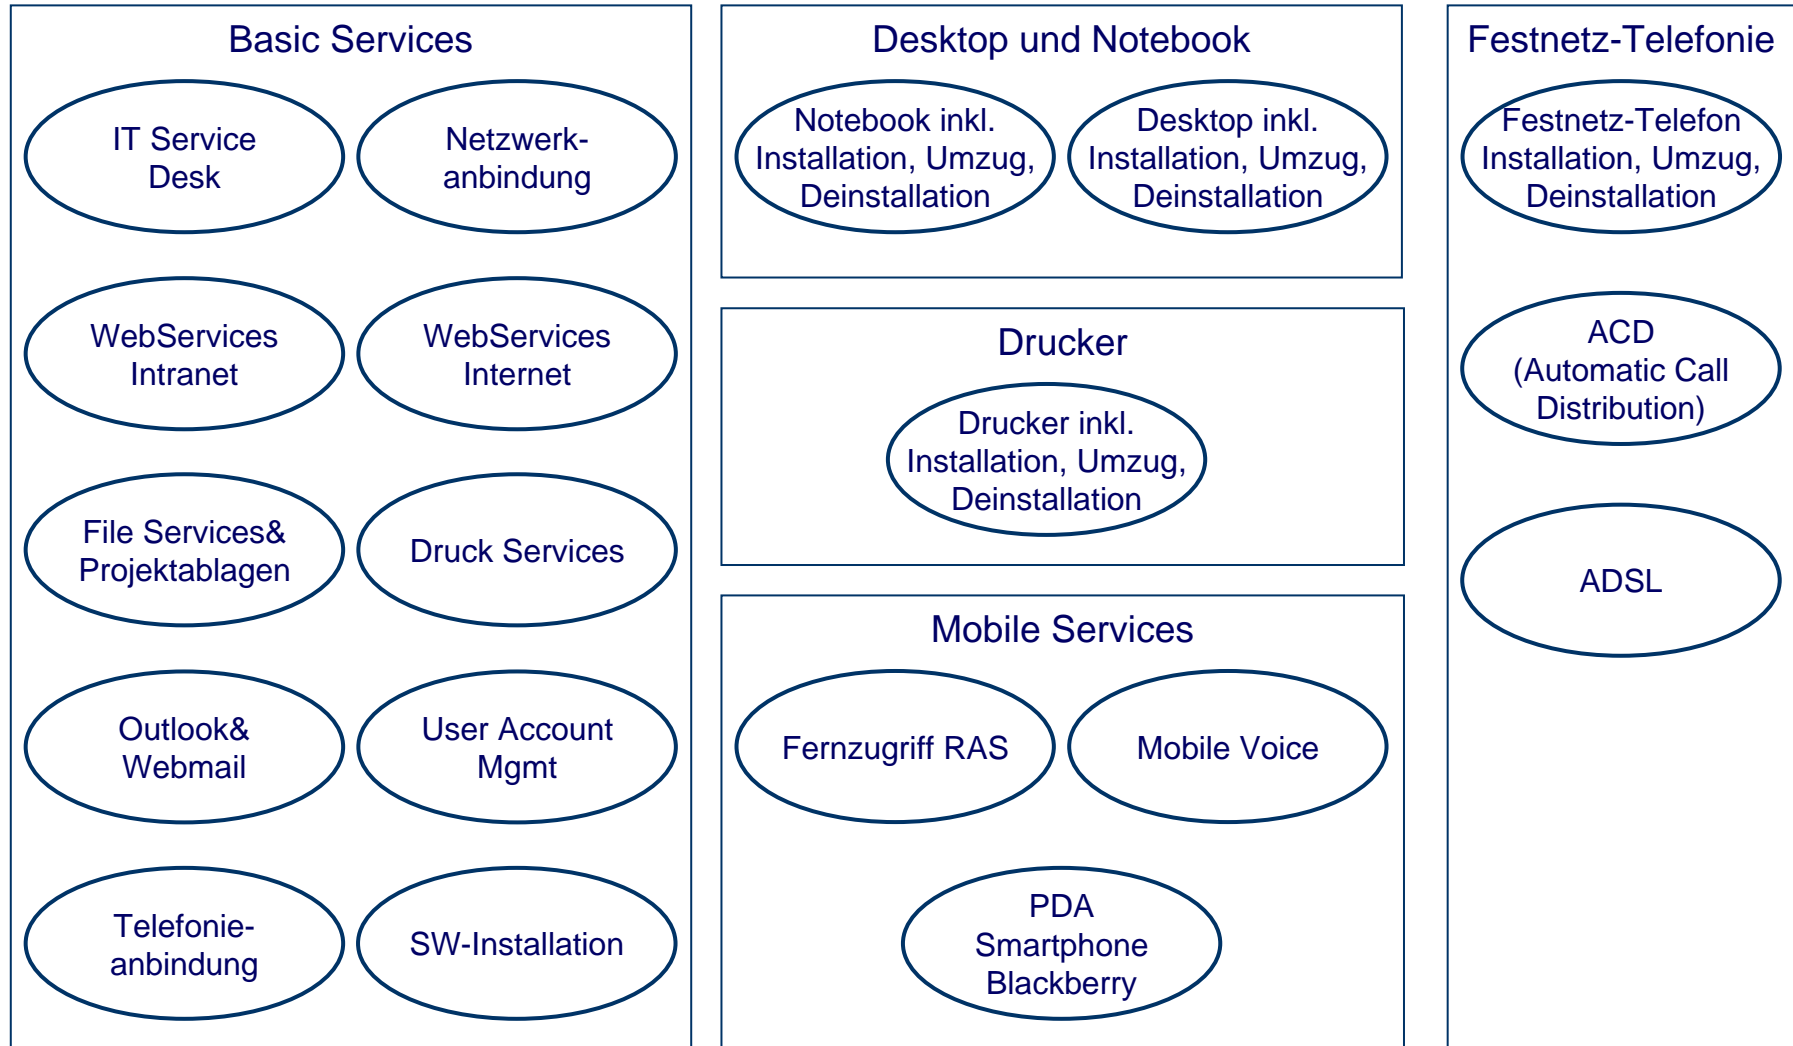 Basic Services
IT Service
Desk
Netzwerk-
anbindung
WebServices
Intranet
WebServices
Internet
File Services&
Projektablagen
Druck Services
Outlook&
Webmail
User Account
Mgmt
Telefonie-
anbindung
SW-Installation
Desktop und Notebook
Notebook inkl.
Installation, Umzug,
Deinstallation
Desktop inkl.
Installation, Umzug,
Deinstallation
Drucker
Drucker inkl.
Installation, Umzug,
Deinstallation
Mobile Services
Fernzugriff RAS
Mobile Voice
PDA
Smartphone
Blackberry
Festnetz-Telefonie
Festnetz-Telefon
Installation, Umzug,
Deinstallation
ACD
(Automatic Call
Distribution)
ADSL